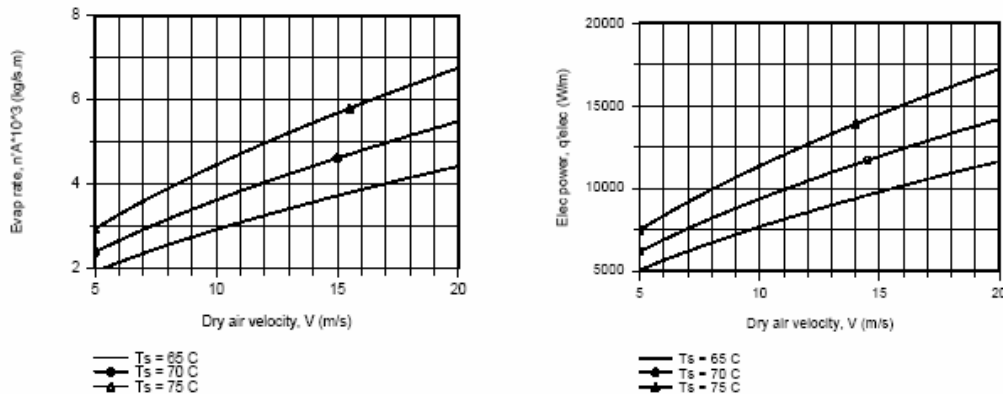 8
6
4
2
Evap rate, n'A*10^3 (kg/s.m)
5 10 15 20
Dry air velocity, V (m/s)
Ts = 65 C
Ts = 70 C
Ts = 75 C
20000
15000
10000
5000
Elec power, q'elec (W/m)
5 10 15 20
Dry air velocity, V (m/s)
Ts = 65 C
Ts = 70 C
Ts = 75 C